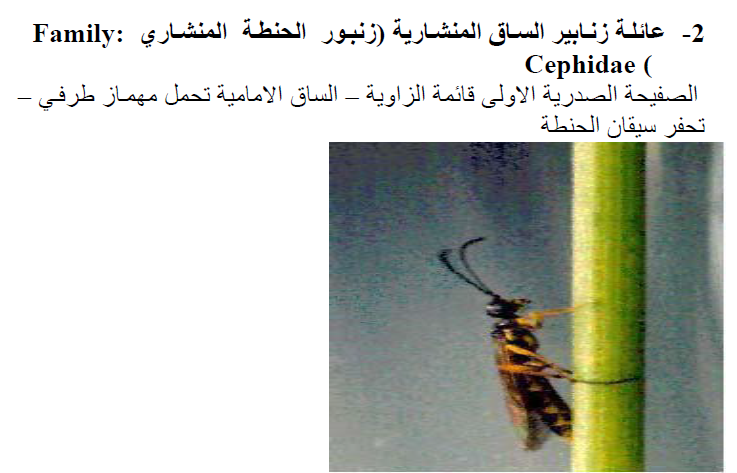 2- عائلة زنابير الساق المنشارية (زنبور الحنطة المنشاري Family:
Cephidae (
الصفيحة الصدرية الاولى قائمة الزاوية – الساق الامامية تحمل مهماز طرفي –
تحفر سيقان الحنطة